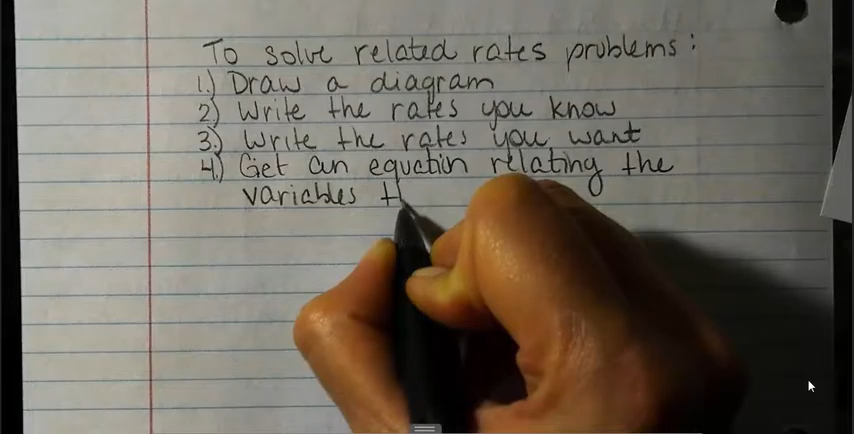 To solve related rates problems:
1.) Draw a diagram
2.) Write the rates you know
3.) Write the rates you want
4.) Get an equation relating the
variables th